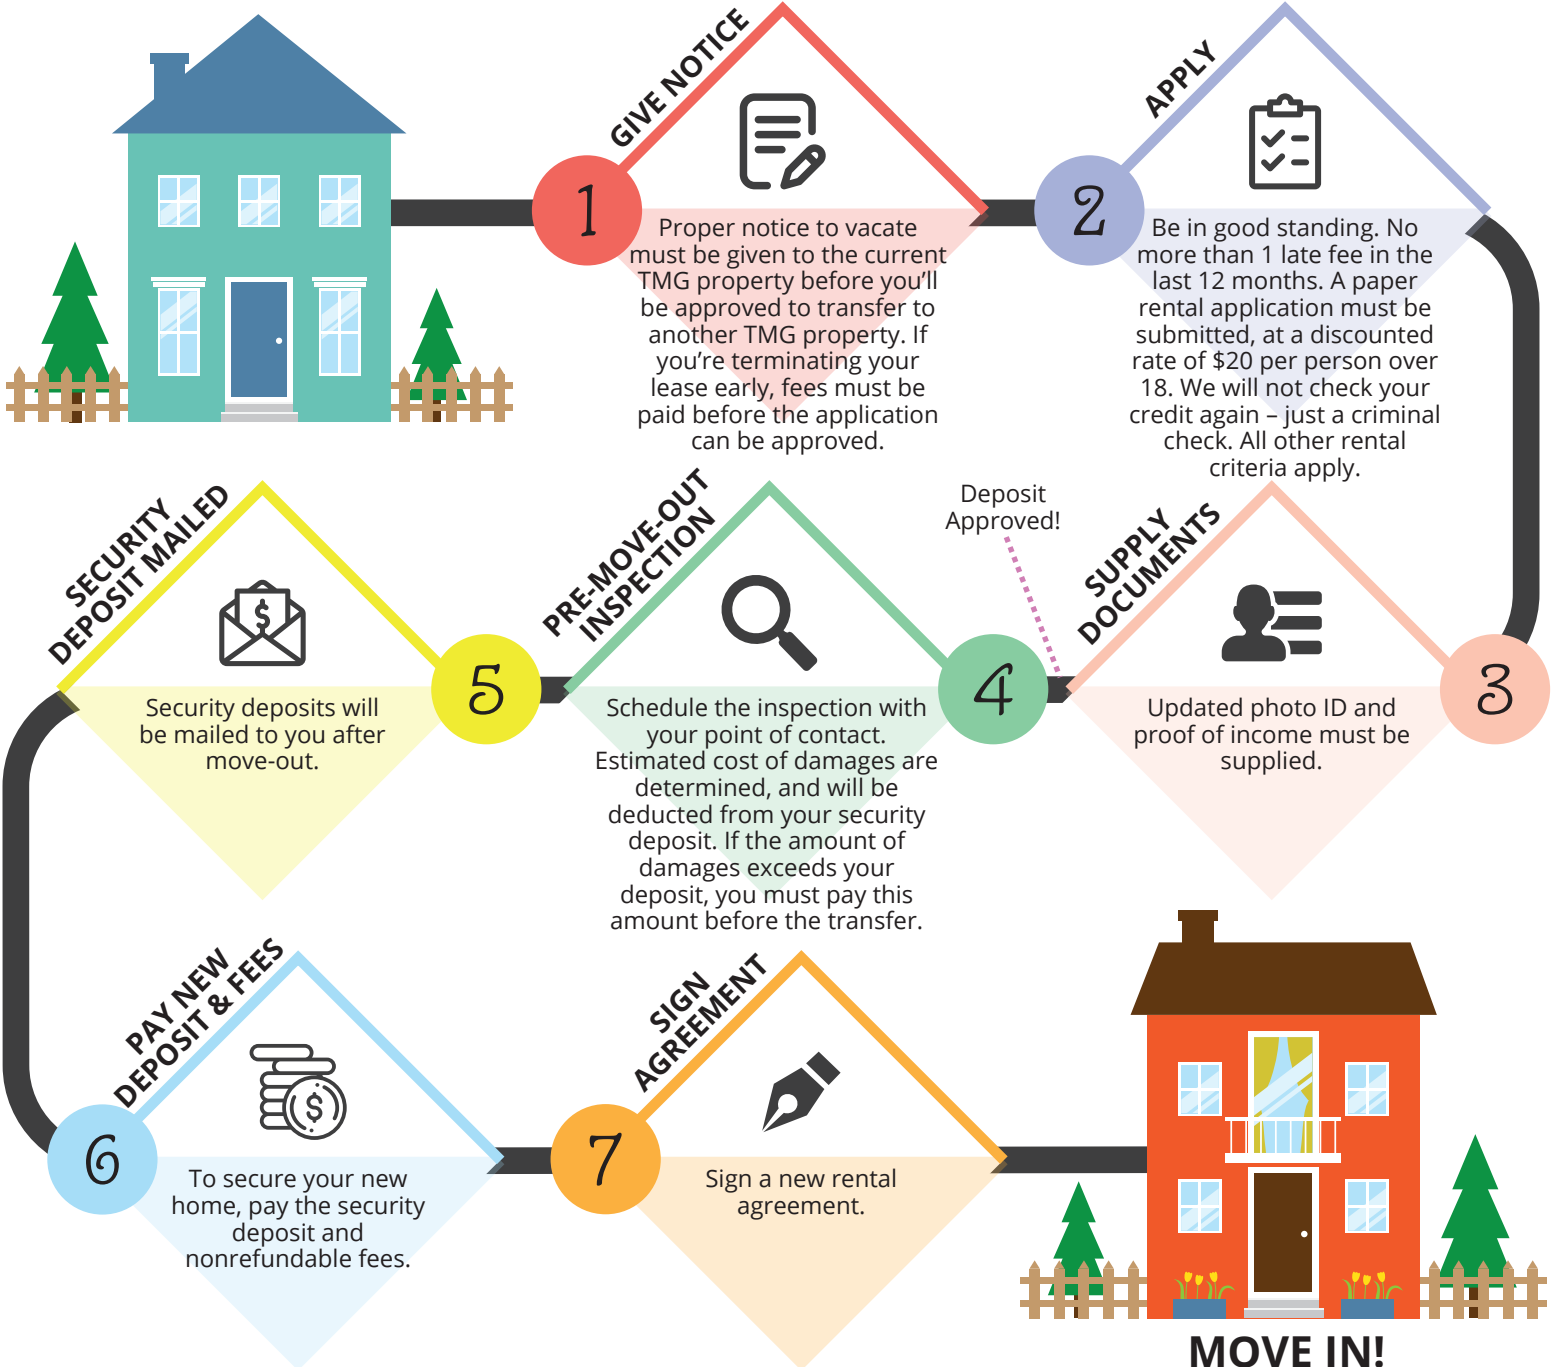 GIVE NOTICE
1
Proper notice to vacate
must be given to the current
TMG property before you’ll
be approved to transfer to
another TMG property. If
you’re terminating your
lease early, fees must be
paid before the application
can be approved.
APPLY
2
Be in good standing. No
more than 1 late fee in the
last 12 months. A paper
rental application must be
submitted, at a discounted
rate of $20 per person over
18. We will not check your
credit again – just a criminal
check. All other rental
criteria apply.
SUPPLY
DOCUMENTS
3
Updated photo ID and
proof of income must be
supplied.
Deposit
Approved!
PRE-MOVE-OUT
INSPECTION
4
Schedule the inspection with
your point of contact.
Estimated cost of damages are
determined, and will be
deducted from your security
deposit. If the amount of
damages exceeds your
deposit, you must pay this
amount before the transfer.
SECURITY
DEPOSIT MAILED
$
5
Security deposits will
be mailed to you after
move-out.
PAY NEW
DEPOSIT & FEES
$
6
To secure your new
home, pay the security
deposit and
nonrefundable fees.
SIGN
AGREEMENT
7
Sign a new rental
agreement.
MOVE IN!